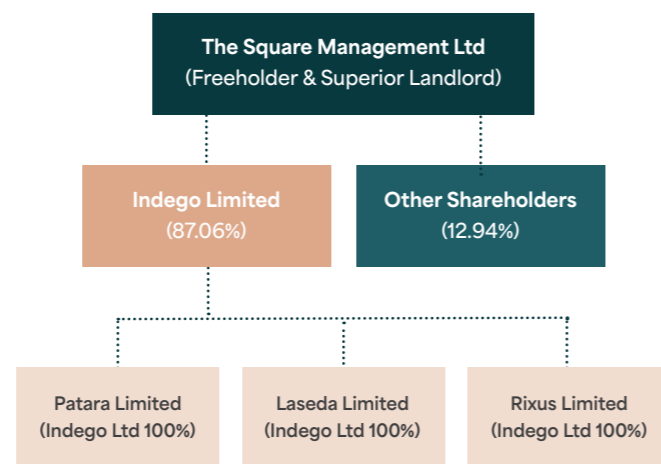 The Square Management Ltd
(Freeholder & Superior Landlord)
Indego Limited
(87.06%)
Other Shareholders
(12.94%)
Patara Limited
(Indego Ltd 100%)
Laseda Limited
(Indego Ltd 100%)
Rixus Limited
(Indego Ltd 100%)